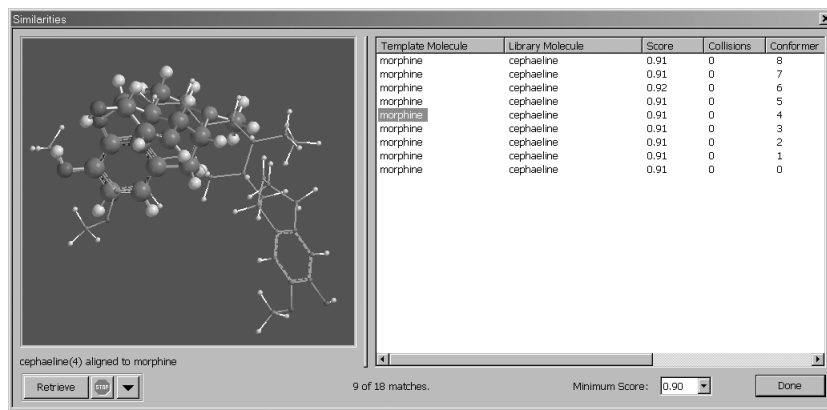 Similarities
Template Molecule Library Molecule Score Collisions Conformer
morphine cephaeline 0.91 0 8
morphine cephaeline 0.91 0 7
morphine cephaeline 0.92 0 6
morphine cephaeline 0.91 0 5
morphine cephaeline 0.91 0 4
morphine cephaeline 0.91 0 3
morphine cephaeline 0.91 0 2
morphine cephaeline 0.91 0 1
morphine cephaeline 0.91 0 0
cephaeline(4) aligned to morphine
Retrieve STOP 9 of 18 matches. Minimum Score: 0.90 Done